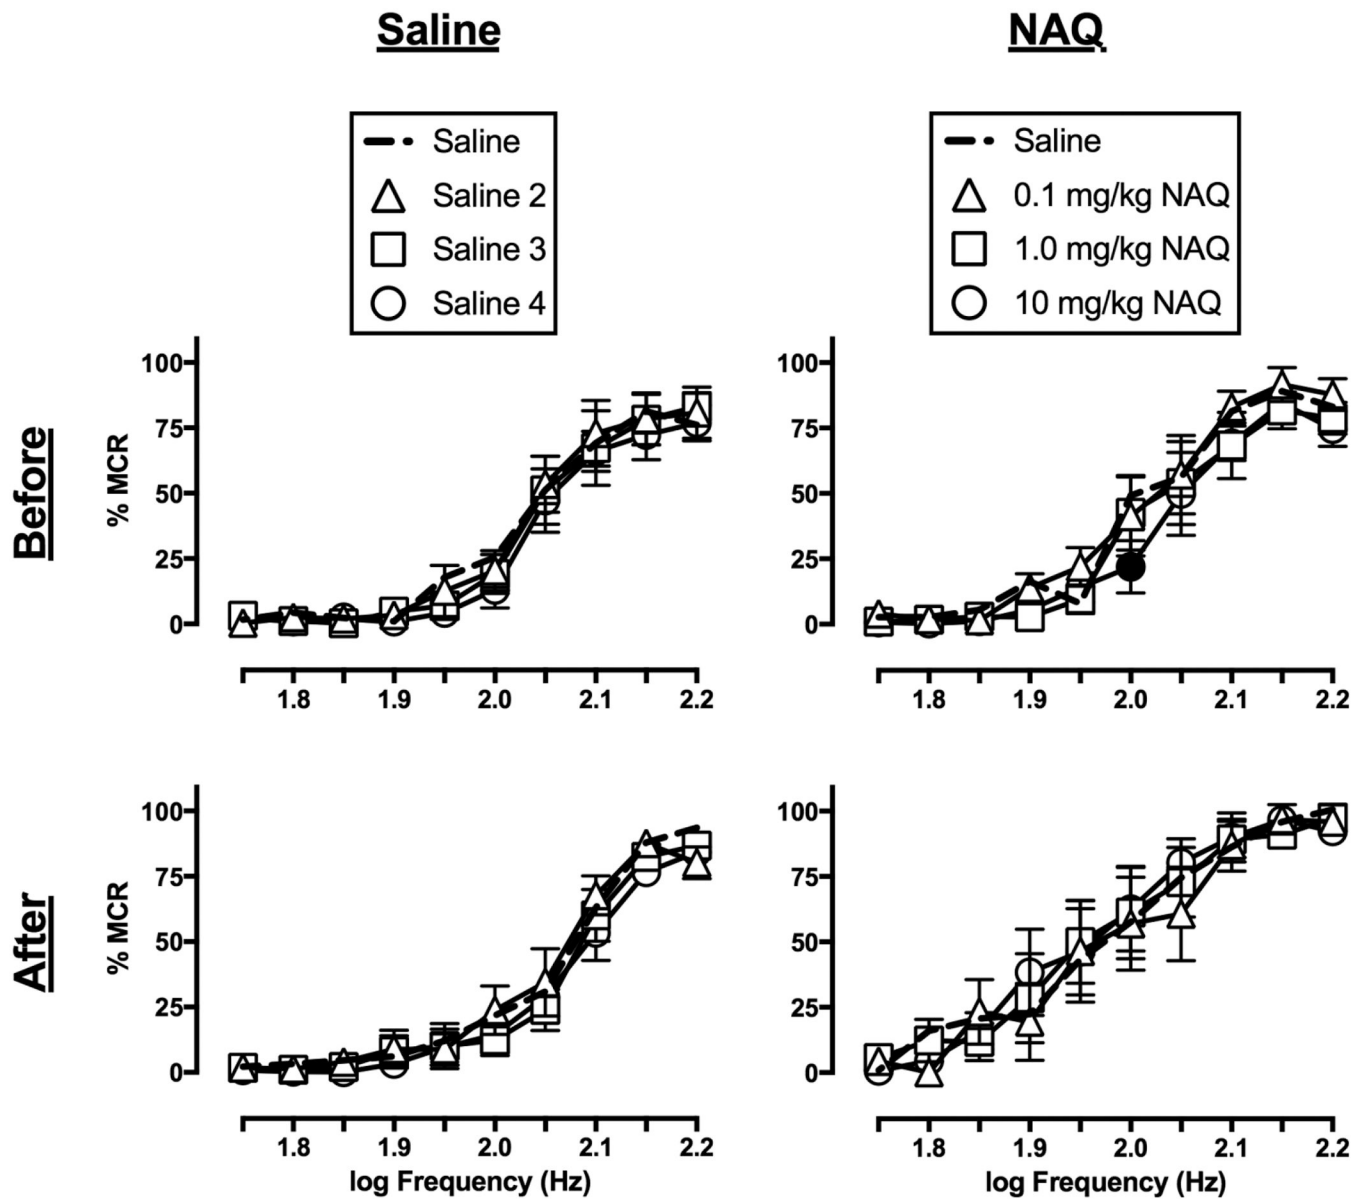 Saline
NAQ
Saline
Saline 2
Saline 3
Saline 4
Saline
0.1 mg/kg NAQ
1.0 mg/kg NAQ
10 mg/kg NAQ
Before
% MCR
100
75
50
25
0
1.8 1.9 2.0 2.1 2.2
100
75
50
25
0
1.8 1.9 2.0 2.1 2.2
After
% MCR
100
75
50
25
0
1.8 1.9 2.0 2.1 2.2
log Frequency (Hz)
% MCR
100
75
50
25
0
1.8 1.9 2.0 2.1 2.2
log Frequency (Hz)